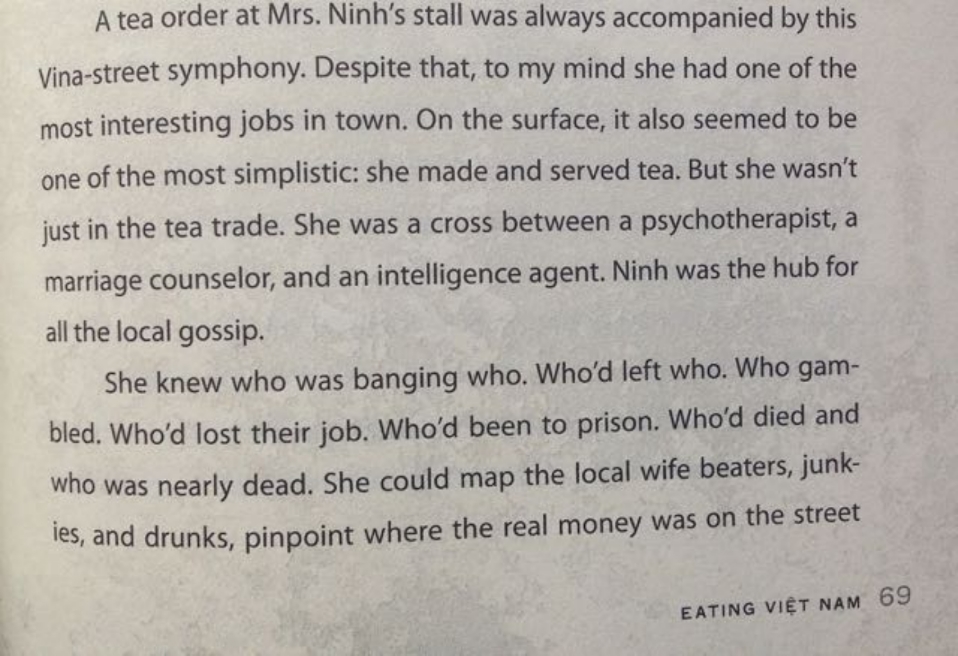 A tea order at Mrs. Ninh’s stall was always accompanied by this
Vina-street symphony. Despite that, to my mind she had one of the
most interesting jobs in town. On the surface, it also seemed to be
one of the most simplistic: she made and served tea. But she wasn’t
just in the tea trade. She was a cross between a psychotherapist, a
marriage counselor, and an intelligence agent. Ninh was the hub for
all the local gossip.
She knew who was banging who. Who’d left who. Who gam-
bled. Who’d lost their job. Who’d been to prison. Who’d died and
who was nearly dead. She could map the local wife beaters, junk-
ies, and drunks, pinpoint where the real money was on the street
EATING VIỆT NAM 69